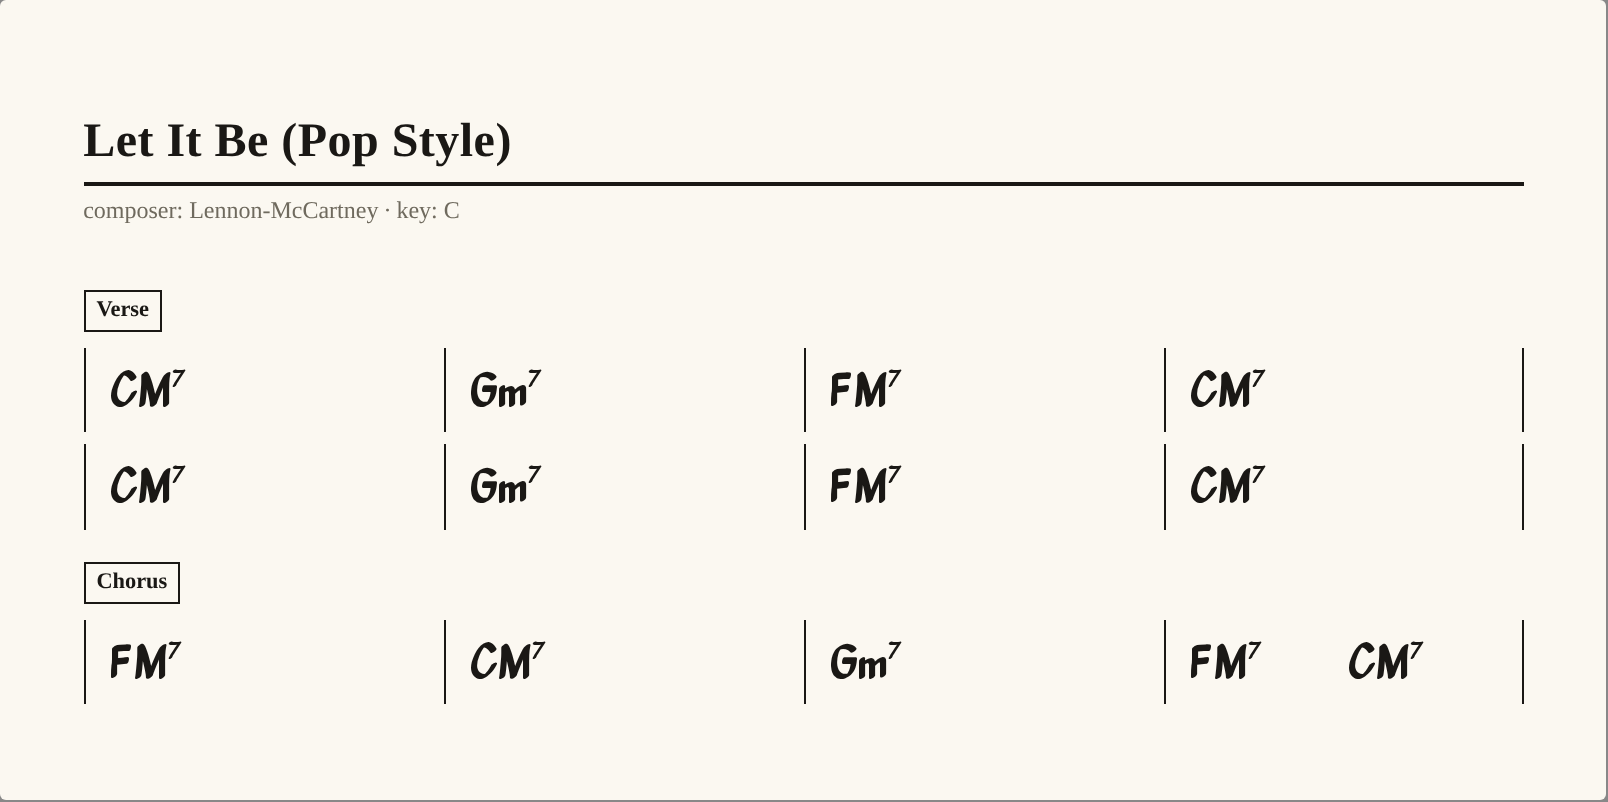 Let It Be (Pop Style)
composer: Lennon-McCartney · key: C
Verse
CM7 Gm7 FM7 CM7
CM7 Gm7 FM7 CM7
Chorus
FM7 CM7 Gm7 FM7 CM7